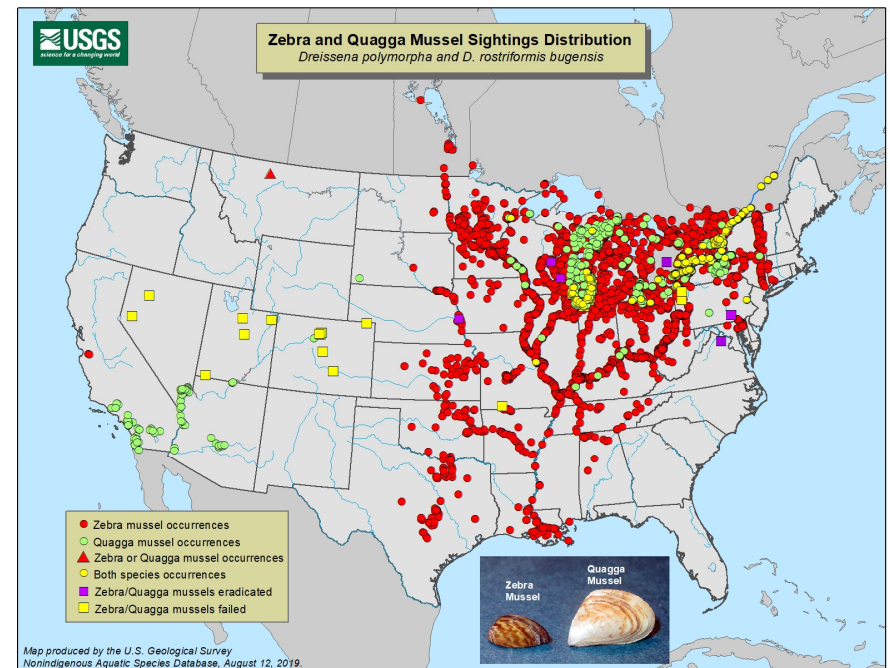 USGS
science for a changing world
Zebra and Quagga Mussel Sightings Distribution
Dreissena polymorpha and D. rostriformis bugensis
Zebra mussel occurrences
Quagga mussel occurrences
Zebra or Quagga mussel occurrences
Both species occurrences
Zebra/Quagga mussels eradicated
Zebra/Quagga mussels failed
Zebra
Mussel
Quagga
Mussel
Map produced by the U.S. Geological Survey
Nonindigenous Aquatic Species Database, August 12, 2019.